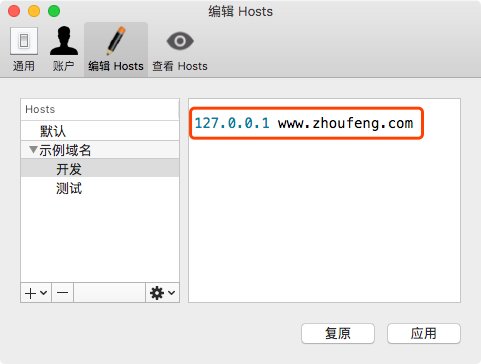 编辑 Hosts
通用 账户 编辑 Hosts 查看 Hosts
Hosts
默认
示例域名
开发
测试
127.0.0.1 www.zhoufeng.com
复原 应用